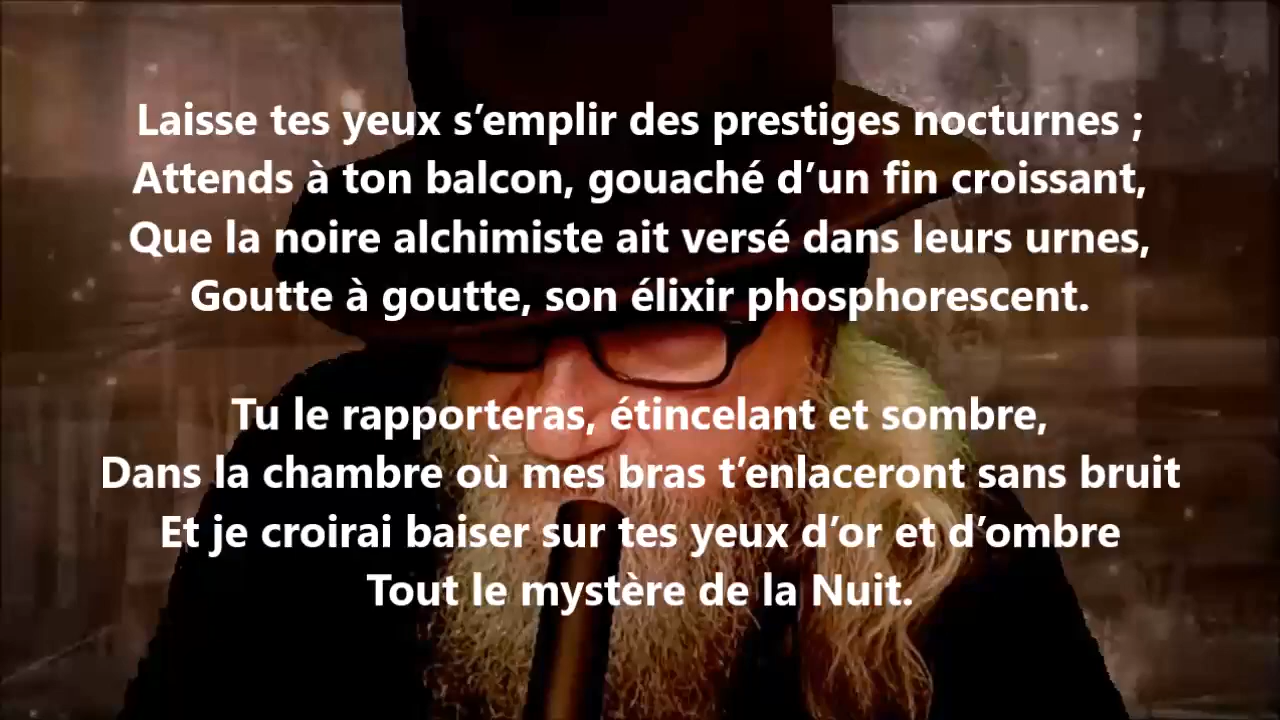 Laisse tes yeux s’emplir des prestiges nocturnes ;
Attends à ton balcon, gouaché d’un fin croissant,
Que la noire alchimiste ait versé dans leurs urnes,
Goutte à goutte, son élixir phosphorescent.
Tu le rapporteras, étincelant et sombre,
Dans la chambre où mes bras t’enlaceront sans bruit
Et je croirai baiser sur tes yeux d’or et d’ombre
Tout le mystère de la Nuit.